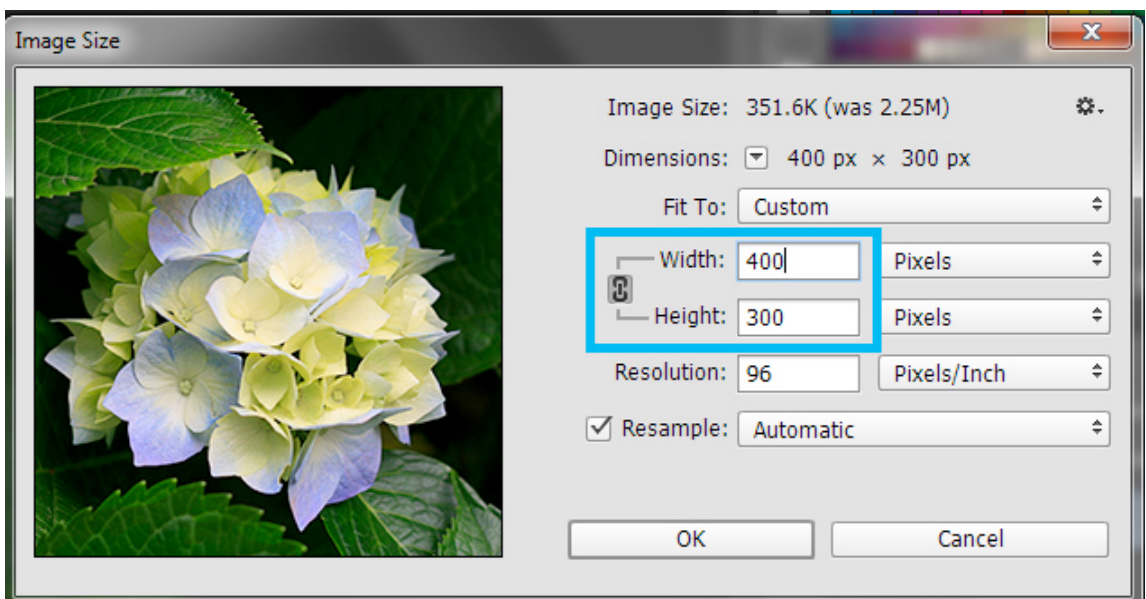 Image Size
x
Image Size: 351.6K (was 2.25M)
Dimensions: 400 px × 300 px
Fit To: Custom
Width: 400 Pixels
Height: 300 Pixels
Resolution: 96 Pixels/Inch
Resample: Automatic
OK Cancel